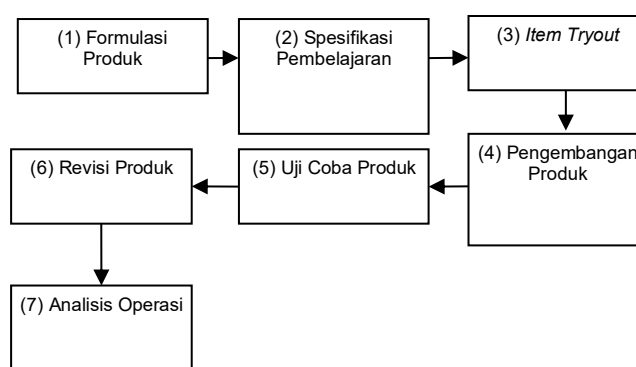 (1) Formulasi
Produk
(2) Spesifikasi
Pembelajaran
(3) Item Tryout
(4) Pengembangan
Produk
(5) Uji Coba Produk
(6) Revisi Produk
(7) Analisis Operasi